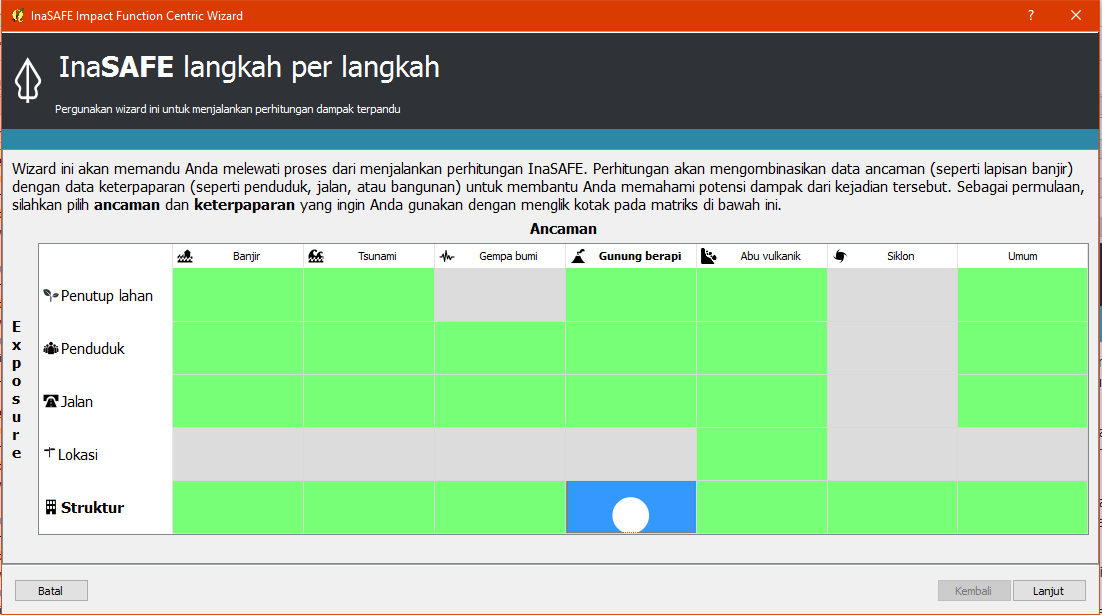 InaSAFE Impact Function Centric Wizard
InaSAFE langkah per langkah
Pergunakan wizard ini untuk menjalankan perhitungan dampak terpandu
Wizard ini akan memandu Anda melewati proses dari menjalankan perhitungan InaSAFE. Perhitungan akan mengombinasikan data ancaman (seperti lapisan banjir)
dengan data keterpaparan (seperti penduduk, jalan, atau bangunan) untuk membantu Anda memahami potensi dampak dari kejadian tersebut. Sebagai permulaan,
silahkan pilih ancaman dan keterpaparan yang ingin Anda gunakan dengan menglik kotak pada matriks di bawah ini.
Ancaman
Banjir Tsunami Gempa bumi Gunung berapi Abu vulkanik Siklon Umum
Exposure
Penutup lahan
Penduduk
Jalan
Lokasi
Struktur
Batal Kembali Lanjut